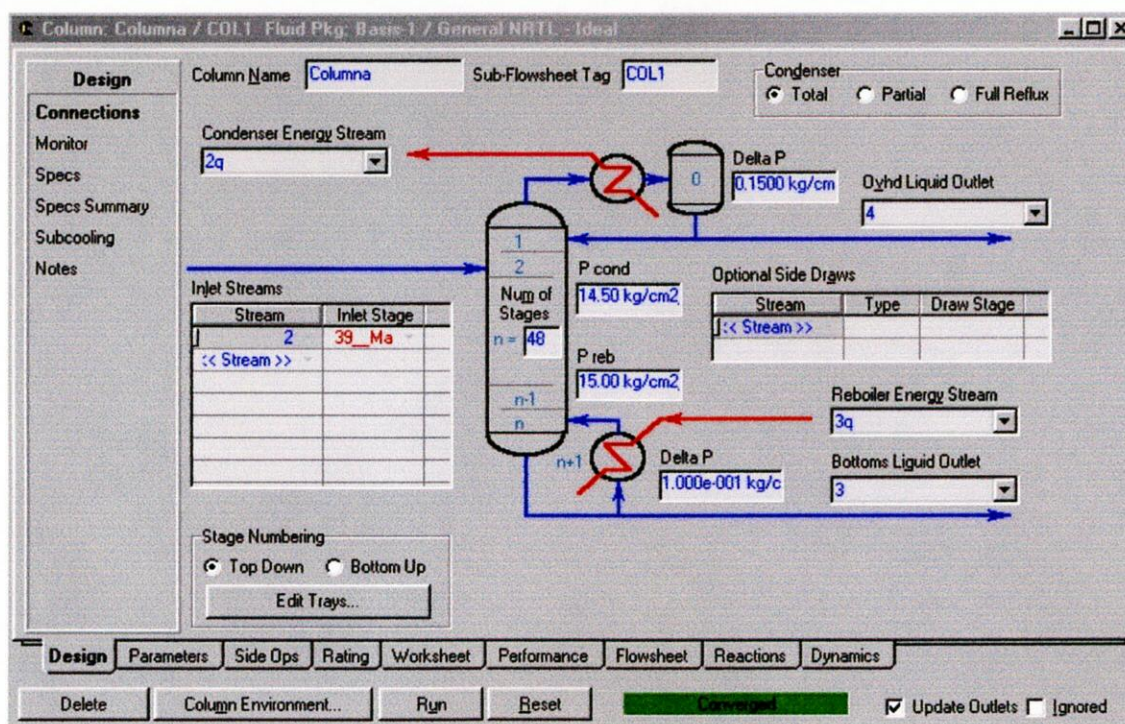 Column: Columna / COL1 Fluid Pkg: Basis-1 / General NRTL - Ideal
Design
Connections
Monitor
Specs
Specs Summary
Subcooling
Notes
Column Name Columna Sub-Flowsheet Tag COL1
Condenser
Total Partial Full Reflux
Condenser Energy Stream
2q
0
Delta P
0.1500 kg/cm
Ovhd Liquid Outlet
4
1
2
Num of
Stages
n = 48
n-1
n
n+1
P cond
14.50 kg/cm2
P reb
15.00 kg/cm2
Inlet Streams
Stream Inlet Stage
2 39__Ma
<< Stream >>
Optional Side Draws
Stream Type Draw Stage
<< Stream >>
Reboiler Energy Stream
3q
Delta P
1.000e-001 kg/c
Bottoms Liquid Outlet
3
Stage Numbering
Top Down Bottom Up
Edit Trays...
Design Parameters Side Ops Rating Worksheet Performance Flowsheet Reactions Dynamics
Delete Column Environment... Run Reset Converged Update Outlets Ignored